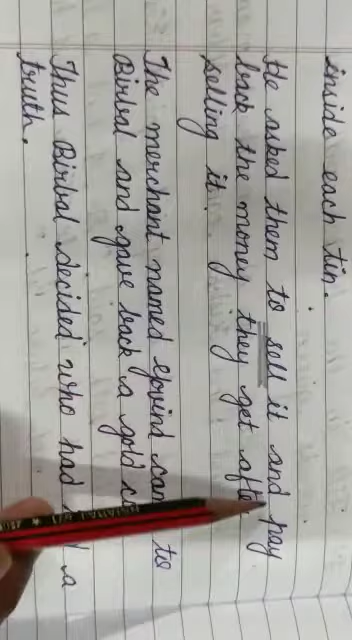 inside each tin.
He asked them to sell it and pay
back the money they get after
selling it.
The merchant named Govind to
Birbal and gave back a gold
Thus Birbal decided who had a
truth.